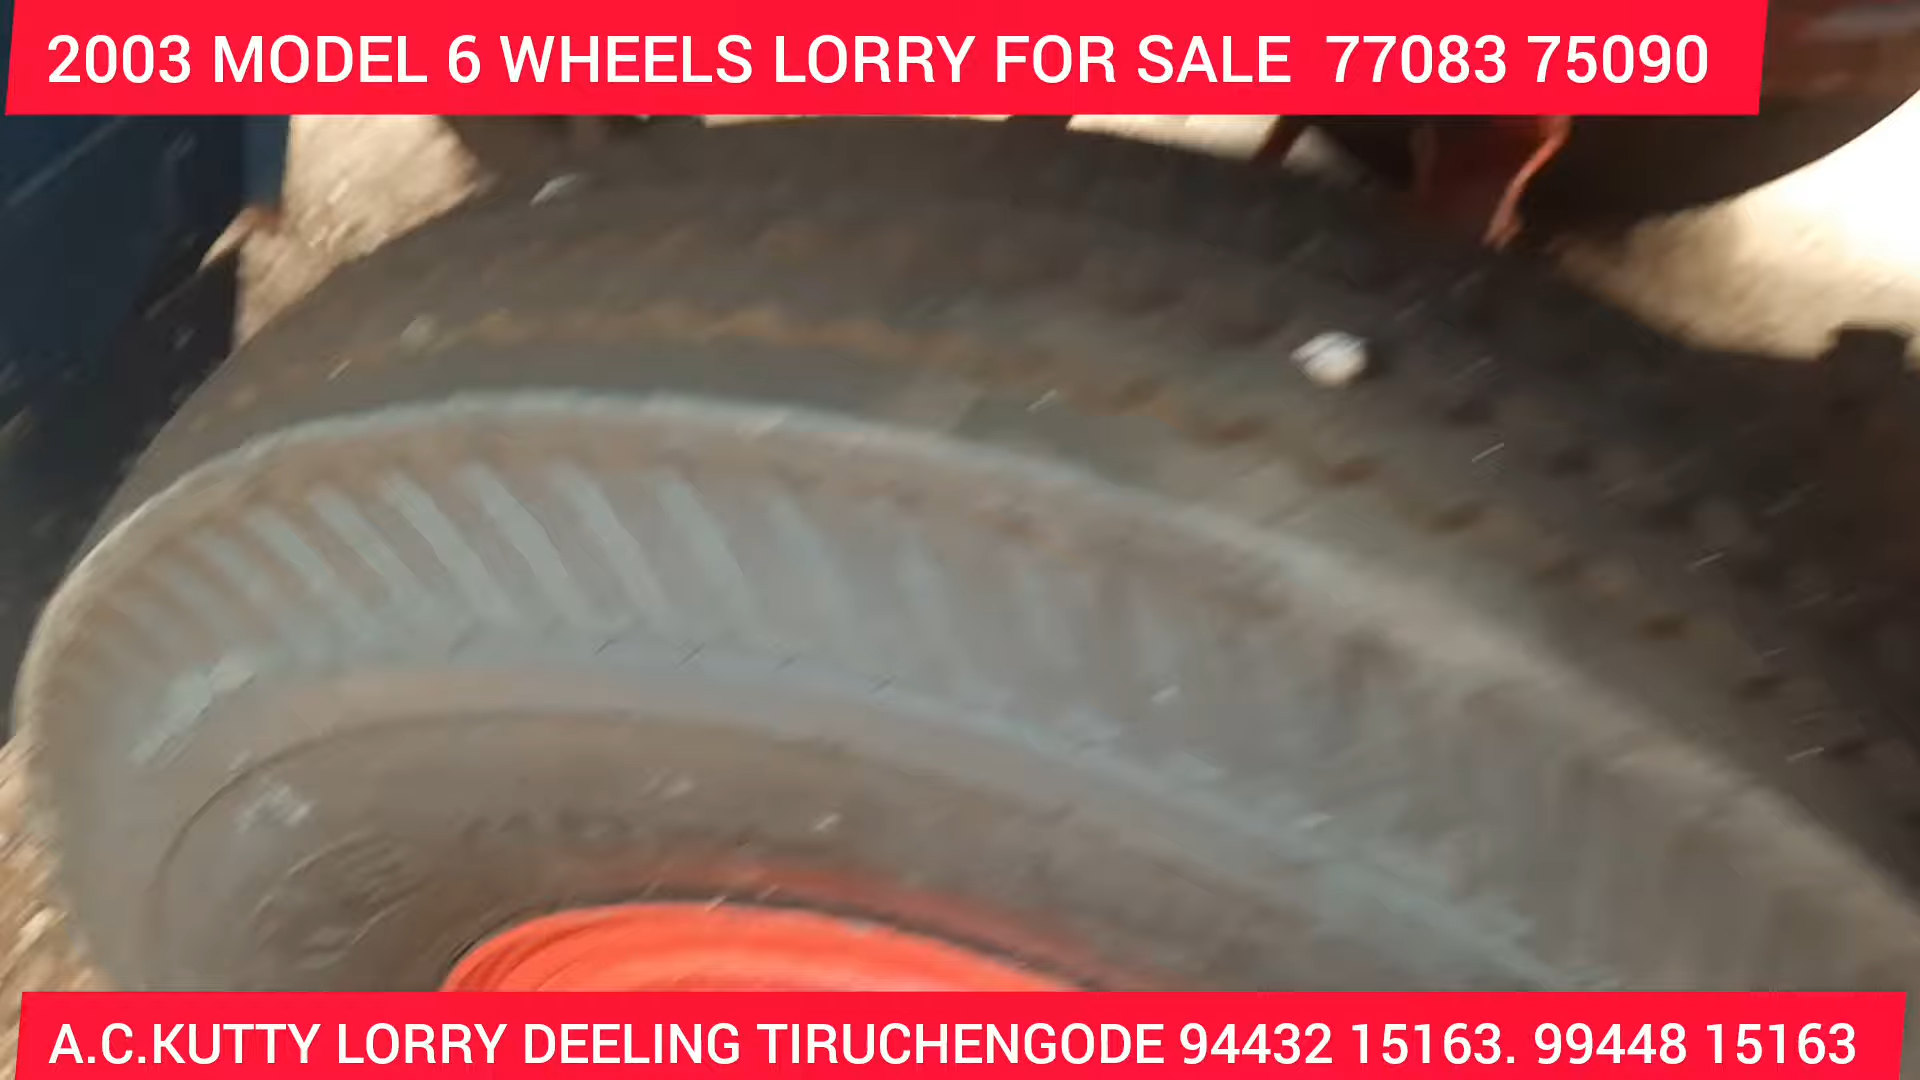 2003 MODEL 6 WHEELS LORRY FOR SALE 77083 75090
A.C.KUTTY LORRY DEELING TIRUCHENGODE 94432 15163. 99448 15163